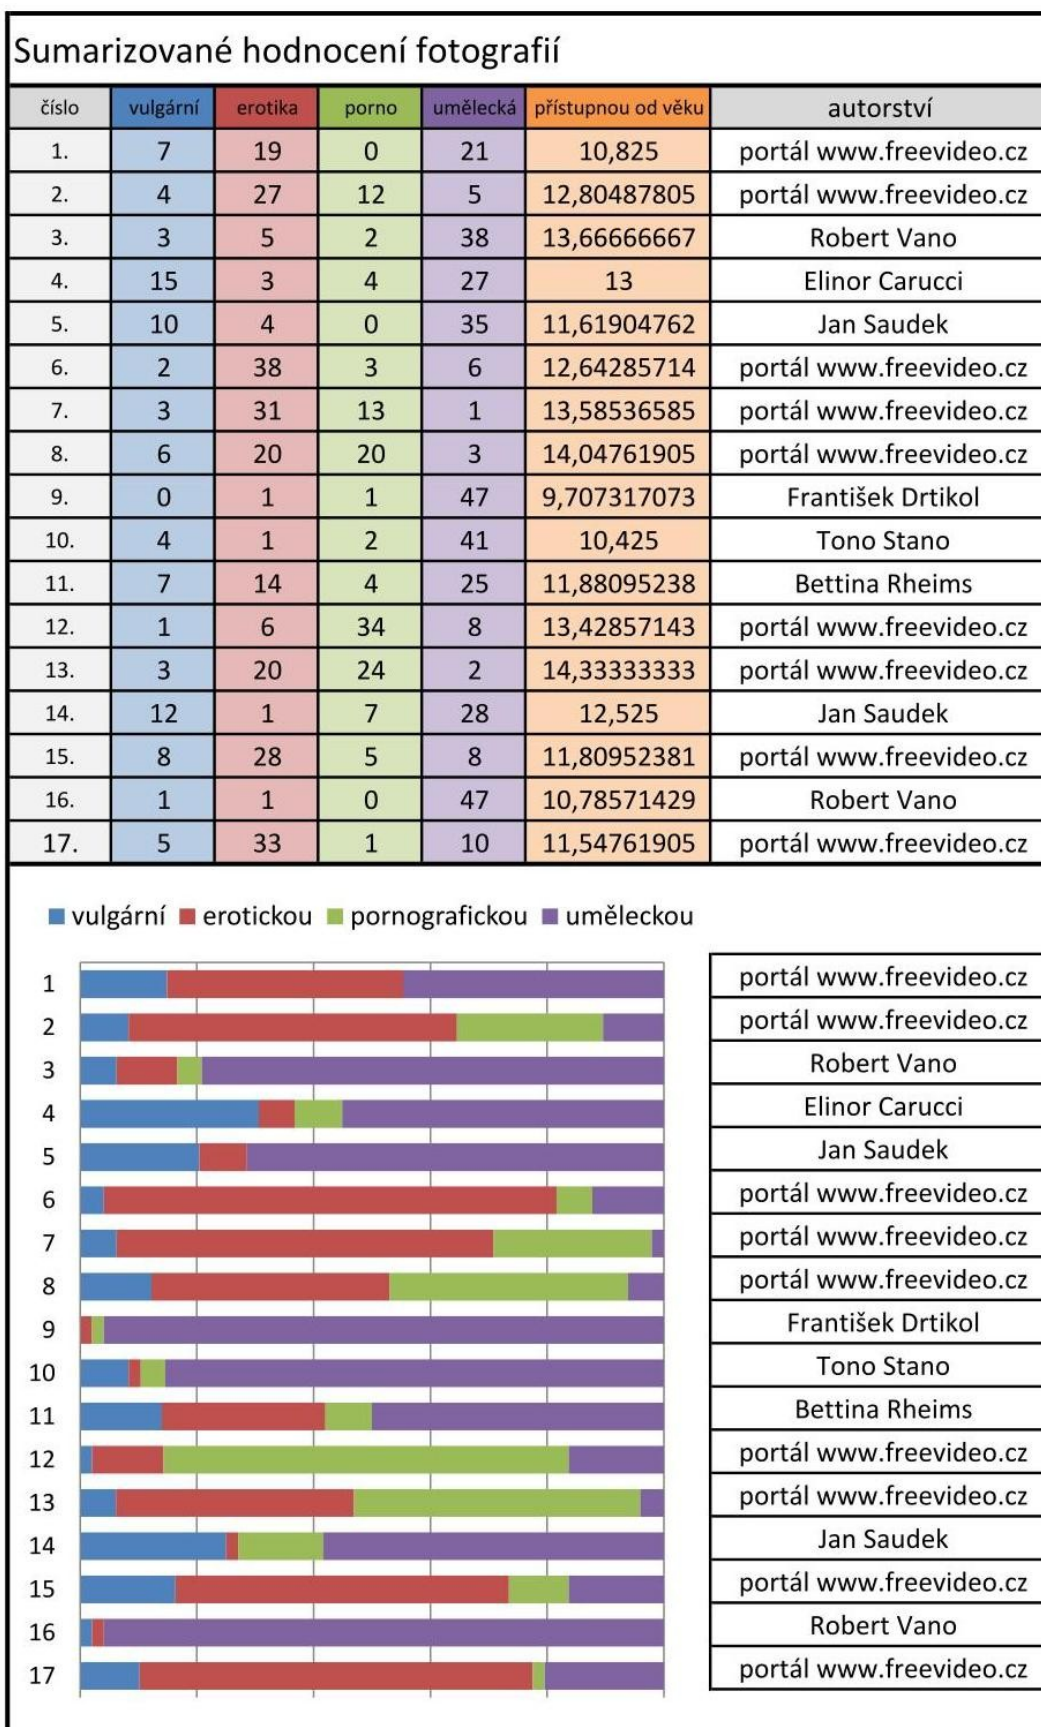 Sumarizované hodnocení fotografií
číslo vulgární erotika porno umělecká přístupnou od věku autorství
1. 7 19 0 21 10,825 portál www.freevideo.cz
2. 4 27 12 5 12,80487805 portál www.freevideo.cz
3. 3 5 2 38 13,66666667 Robert Vano
4. 15 3 4 27 13 Elinor Carucci
5. 10 4 0 35 11,61904762 Jan Saudek
6. 2 38 3 6 12,64285714 portál www.freevideo.cz
7. 3 31 13 1 13,58536585 portál www.freevideo.cz
8. 6 20 20 3 14,04761905 portál www.freevideo.cz
9. 0 1 1 47 9,707317073 František Drtikol
10. 4 1 2 41 10,425 Tono Stano
11. 7 14 4 25 11,88095238 Bettina Rheims
12. 1 6 34 8 13,42857143 portál www.freevideo.cz
13. 3 20 24 2 14,33333333 portál www.freevideo.cz
14. 12 1 7 28 12,525 Jan Saudek
15. 8 28 5 8 11,80952381 portál www.freevideo.cz
16. 1 1 0 47 10,78571429 Robert Vano
17. 5 33 1 10 11,54761905 portál www.freevideo.cz
vulgární erotickou pornografickou uměleckou
1 portál www.freevideo.cz
2 portál www.freevideo.cz
3 Robert Vano
4 Elinor Carucci
5 Jan Saudek
6 portál www.freevideo.cz
7 portál www.freevideo.cz
8 portál www.freevideo.cz
9 František Drtikol
10 Tono Stano
11 Bettina Rheims
12 portál www.freevideo.cz
13 portál www.freevideo.cz
14 Jan Saudek
15 portál www.freevideo.cz
16 Robert Vano
17 portál www.freevideo.cz